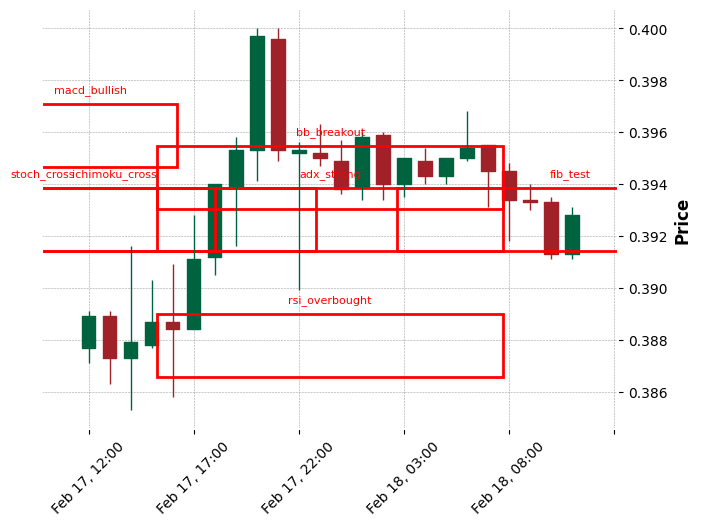 0.400
0.398
macd_bullish
0.396
bb_breakout
stoch_cross
ichimoku_cross
adx_strong
fib_test
0.394
0.392
Price
0.390
rsi_overbought
0.388
0.386
Feb 17, 12:00
Feb 17, 17:00
Feb 17, 22:00
Feb 18, 03:00
Feb 18, 08:00